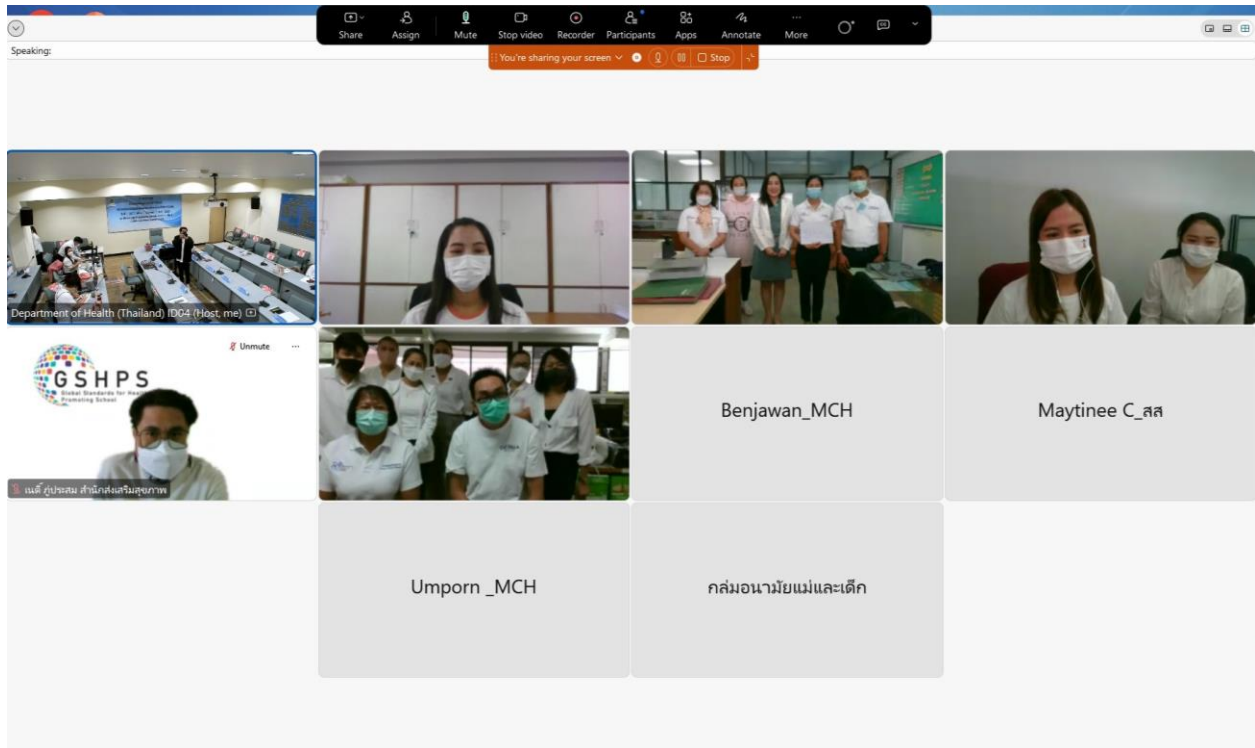 Share Assign Mute Stop video Recorder Participants Apps Annotate More
Speaking:
You're sharing your screen Stop
Department of Health (Thailand) ID04 (Host, me)
Unmute
GSHPS
Global Standards for Health
Promoting School
เนติ์ ภู่ประสม สำนักส่งเสริมสุขภาพ
Benjawan_MCH
Maytinee C_สส
Umporn _MCH
กลุ่มอนามัยแม่และเด็ก